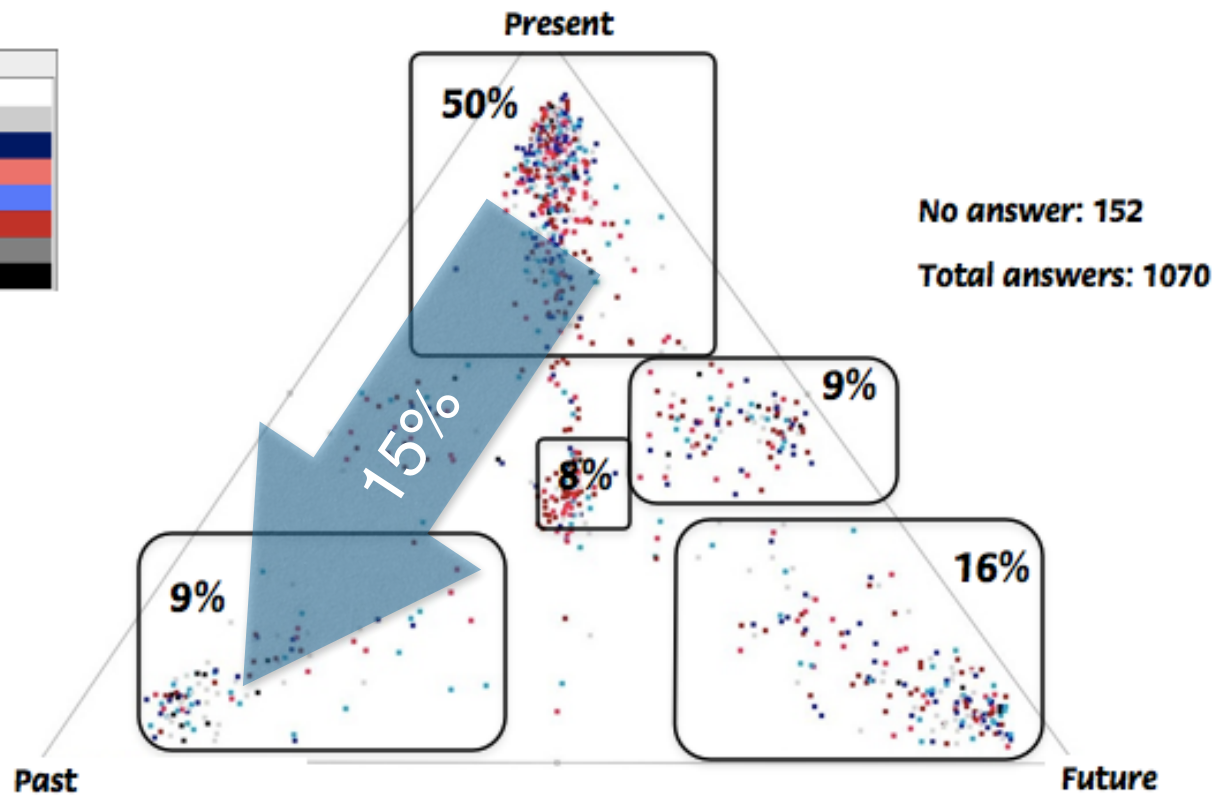 Present
50%
No answer: 152
Total answers: 1070
9%
15%
8%
9%
16%
Past
Future